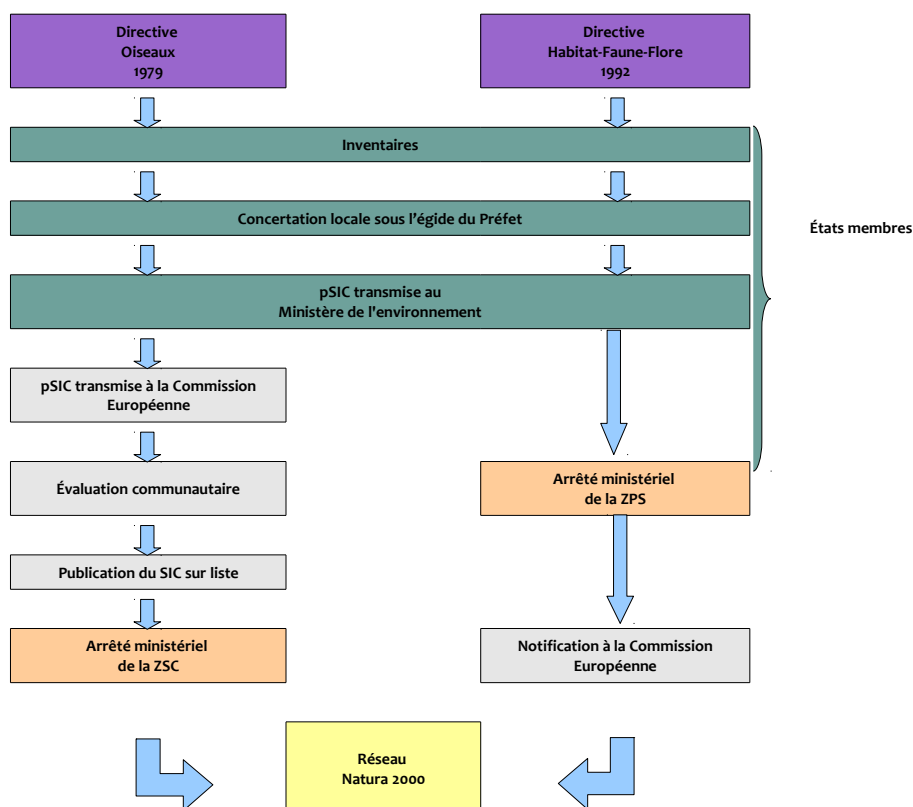 Directive
Oiseaux
1979
Directive
Habitat-Faune-Flore
1992
Inventaires
Concertation locale sous l'égide du Préfet
États membres
pSIC transmise au
Ministère de l'environnement
pSIC transmise à la Commission
Européenne
Évaluation communautaire
Arrêté ministériel
de la ZPS
Publication du SIC sur liste
Arrêté ministériel
de la ZSC
Notification à la Commission
Européenne
Réseau
Natura 2000